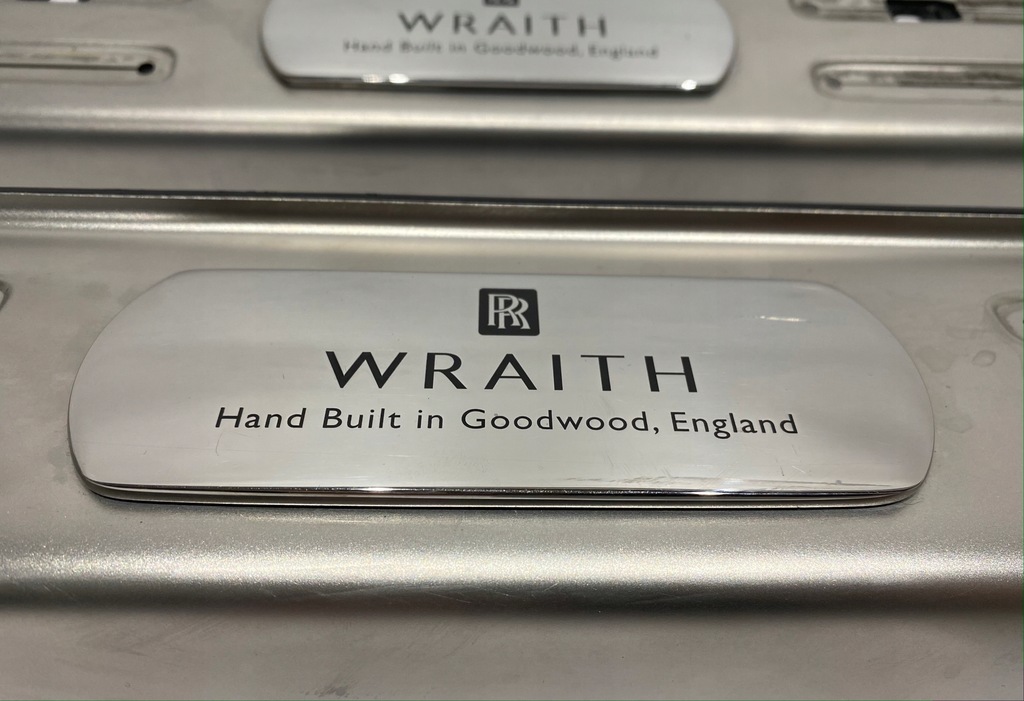 WRAITH
Hand Built in Goodwood, England
RR
WRAITH
Hand Built in Goodwood, England